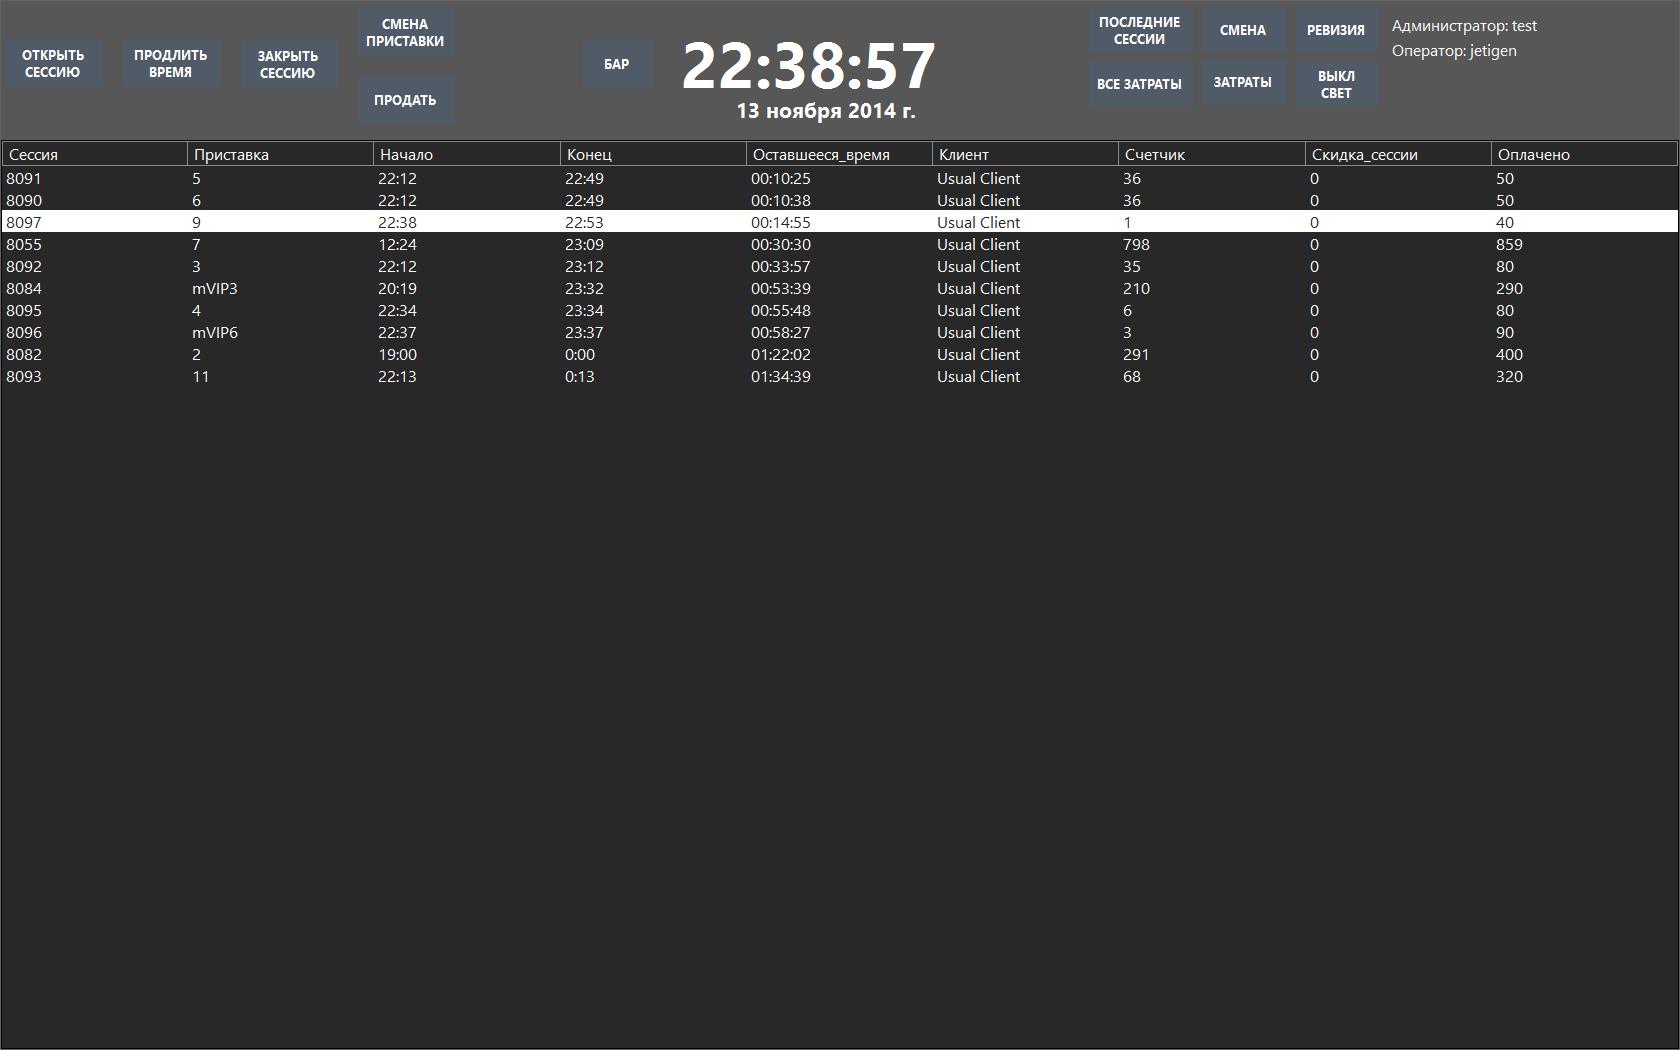 ОТКРЫТЬ
СЕССИЮ
ПРОДЛИТЬ
ВРЕМЯ
ЗАКРЫТЬ
СЕССИЮ
СМЕНА
ПРИСТАВКИ
ПРОДАТЬ
БАР
22:38:57
13 ноября 2014 г.
ПОСЛЕДНИЕ
СЕССИИ
СМЕНА
РЕВИЗИЯ
ВСЕ ЗАТРАТЫ
ЗАТРАТЫ
ВЫКЛ
СВЕТ
Администратор: test
Оператор: jetigen
Сессия Приставка Начало Конец Оставшееся_время Клиент Счетчик Скидка_сессии Оплачено
8091 5 22:12 22:49 00:10:25 Usual Client 36 0 50
8090 6 22:12 22:49 00:10:38 Usual Client 36 0 50
8097 9 22:38 22:53 00:14:55 Usual Client 1 0 40
8055 7 12:24 23:09 00:30:30 Usual Client 798 0 859
8092 3 22:12 23:12 00:33:57 Usual Client 35 0 80
8084 mVIP3 20:19 23:32 00:53:39 Usual Client 210 0 290
8095 4 22:34 23:34 00:55:48 Usual Client 6 0 80
8096 mVIP6 22:37 23:37 00:58:27 Usual Client 3 0 90
8082 2 19:00 0:00 01:22:02 Usual Client 291 0 400
8093 11 22:13 0:13 01:34:39 Usual Client 68 0 320